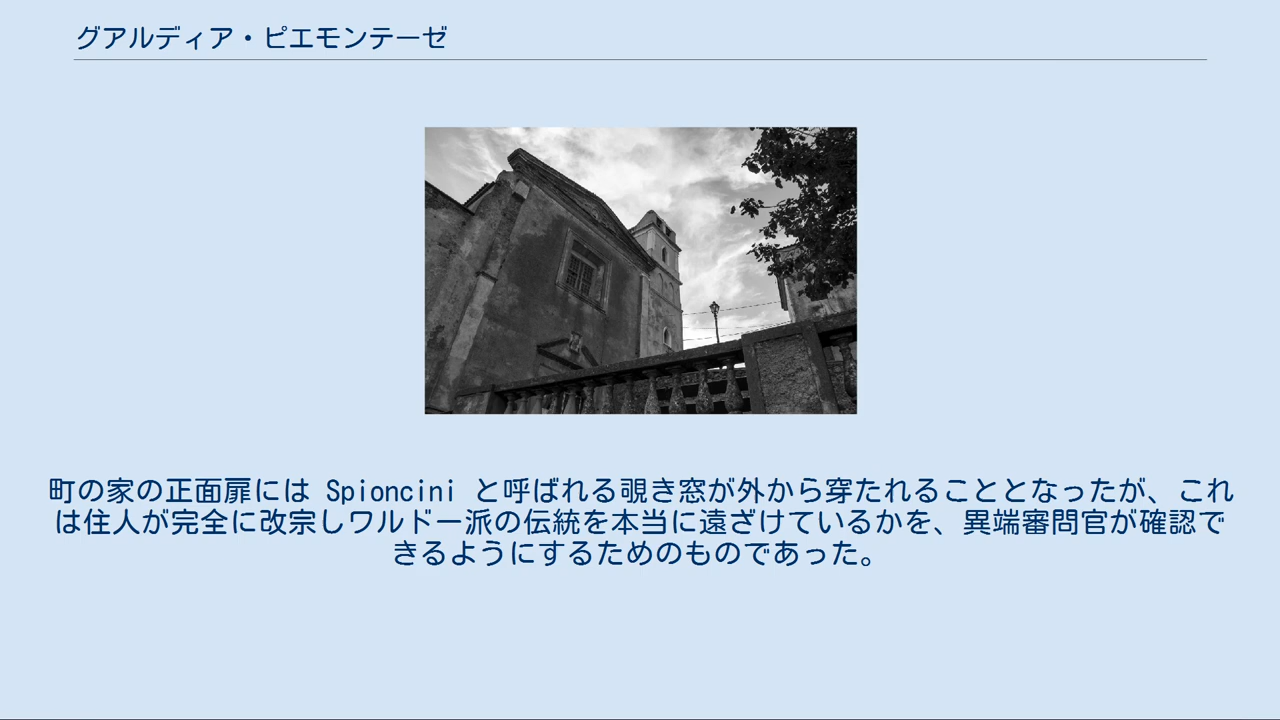 グアルディア・ピエモンテーゼ
町の家の正面扉には Spioncini と呼ばれる覗き窓が外から穿たれることとなったが、これ
は住人が完全に改宗しワルドー派の伝統を本当に遠ざけているかを、異端審問官が確認で
きるようにするためのものであった。